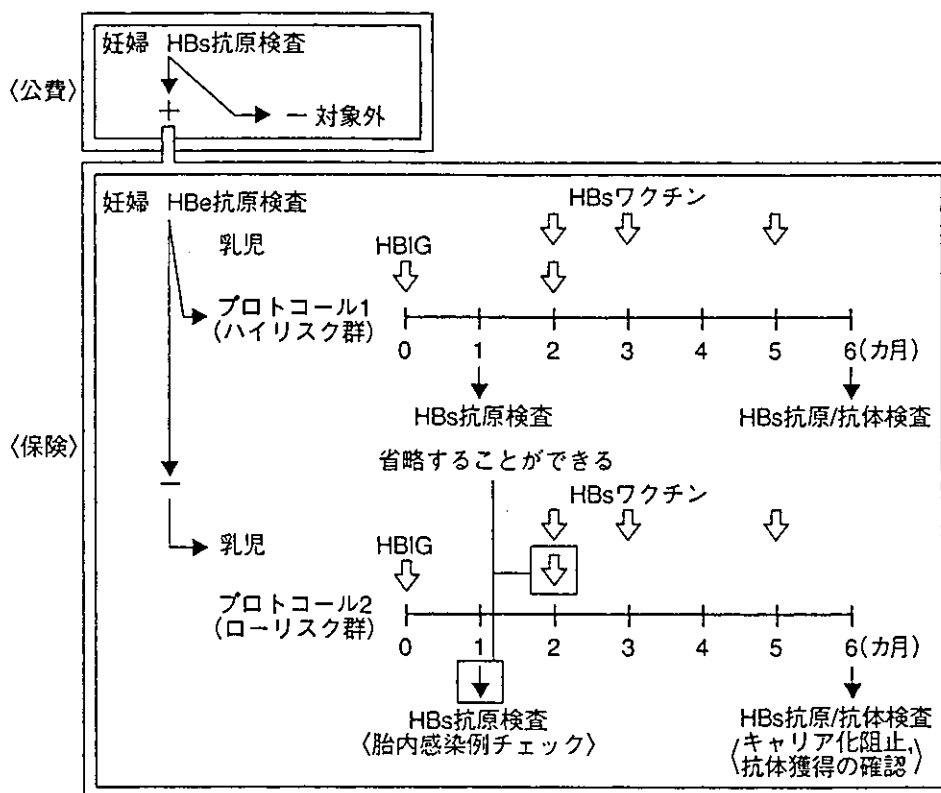 妊婦 HBs抗原検査
〈公費〉
+
− 対象外
妊婦 HBe抗原検査
HBsワクチン
乳児
HBIG
プロトコール1
(ハイリスク群)
0 1 2 3 4 5 6(カ月)
HBs抗原検査
HBs抗原/抗体検査
〈保険〉
省略することができる
−
HBsワクチン
乳児
HBIG
プロトコール2
(ローリスク群)
0 1 2 3 4 5 6(カ月)
HBs抗原検査
〈胎内感染例チェック〉
HBs抗原/抗体検査
〈キャリア化阻止,
抗体獲得の確認〉